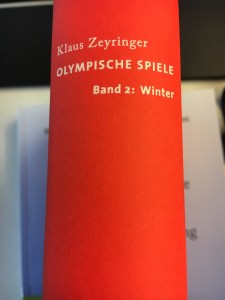 Klaus Zeyringer
OLYMPISCHE SPIELE
Band 2: Winter